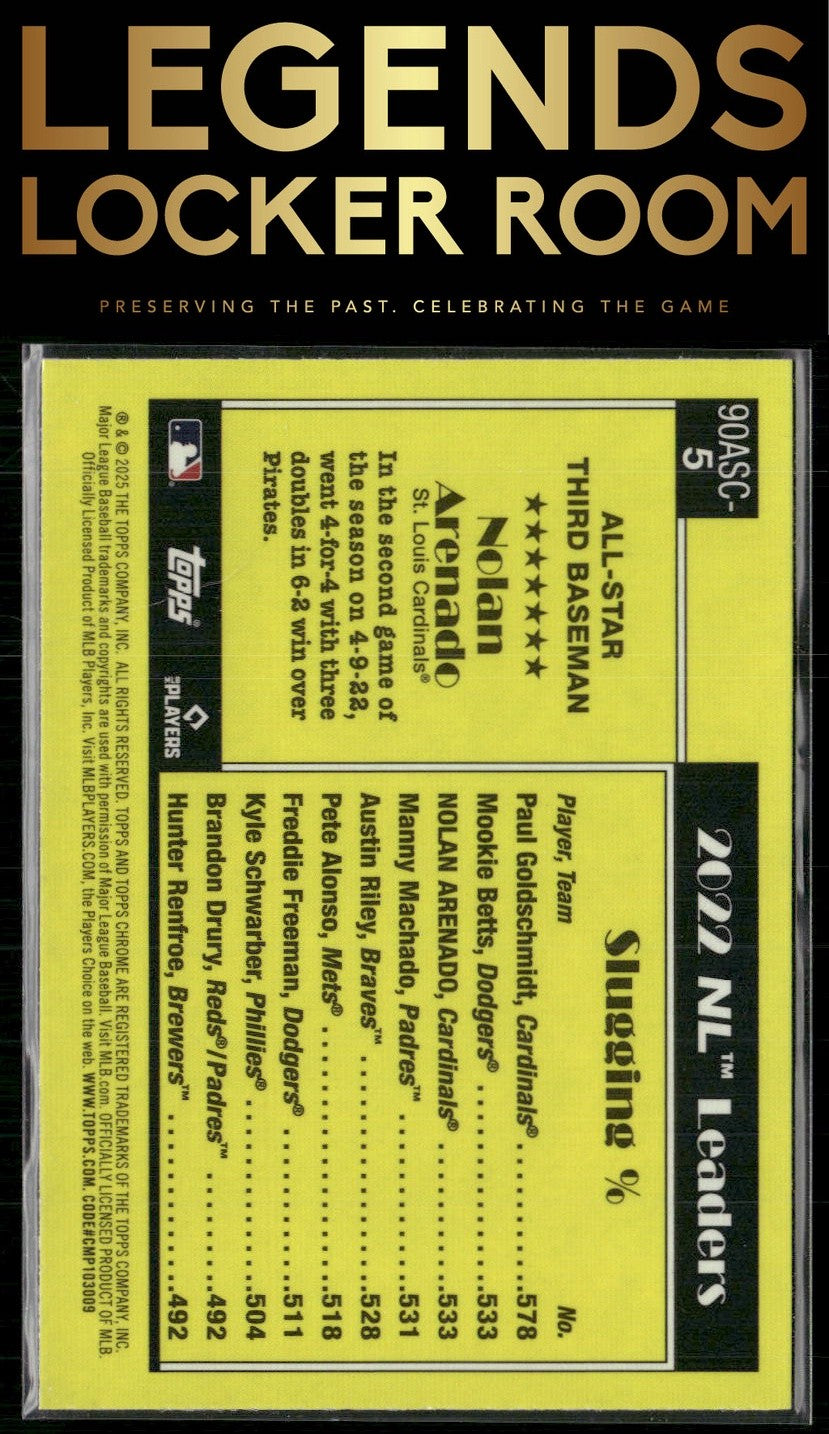 LEGENDS
LOCKER ROOM
PRESERVING THE PAST. CELEBRATING THE GAME
90ASC-
5
ALL-STAR
THIRD BASEMAN
★★★★★★★
Nolan
Arenado
St. Louis Cardinals®
In the second game of
the season on 4-9-22,
went 4-for-4 with three
doubles in 6-2 win over
Pirates.
topps®
MLB PLAYERS
2022 NL™ Leaders
Slugging %
Player, Team No.
Paul Goldschmidt, Cardinals® .........578
Mookie Betts, Dodgers® ..............533
NOLAN ARENADO, Cardinals® .........533
Manny Machado, Padres™ ...........531
Austin Riley, Braves™ ................528
Pete Alonso, Mets® ..................518
Freddie Freeman, Dodgers® ..........511
Kyle Schwarber, Phillies® ............504
Brandon Drury, Reds®/Padres™ .......492
Hunter Renfroe, Brewers™ ...........492
® & © 2025 THE TOPPS COMPANY, INC. ALL RIGHTS RESERVED. TOPPS AND TOPPS CHROME ARE REGISTERED TRADEMARKS OF THE TOPPS COMPANY, INC.
Major League Baseball trademarks and copyrights are used with permission of Major League Baseball. Visit MLB.com. OFFICIALLY LICENSED PRODUCT OF MLB.
Officially Licensed Product of MLB Players, Inc. Visit MLBPLAYERS.COM, the Players Choice on the web. WWW.TOPPS.COM. CODE#CMP103009